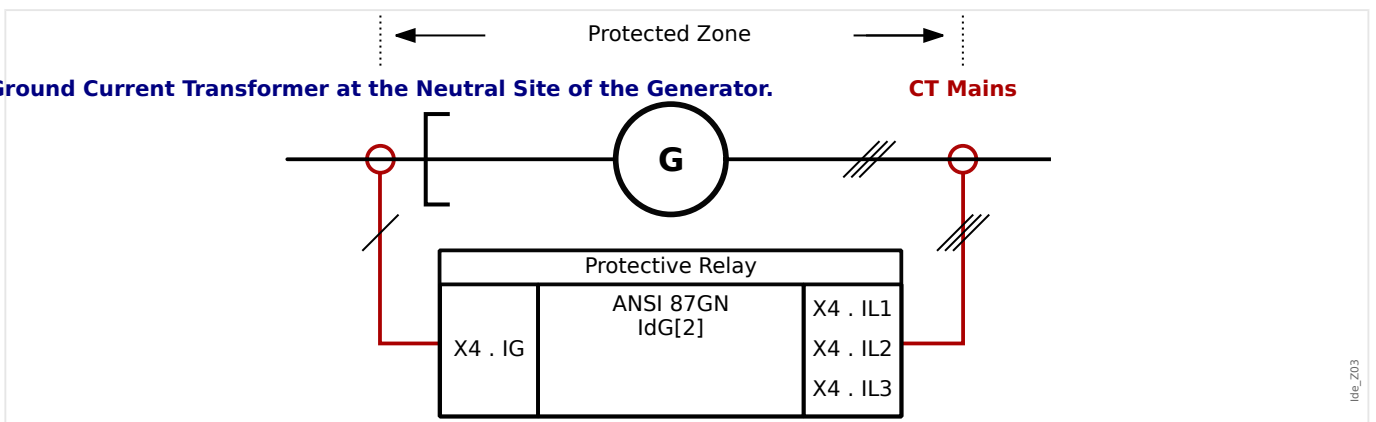 Protected Zone
Ground Current Transformer at the Neutral Site of the Generator.
CT Mains
G
Protective Relay
ANSI 87GN
IdG[2]
X4 . IG
X4 . IL1
X4 . IL2
X4 . IL3
Ide_Z03